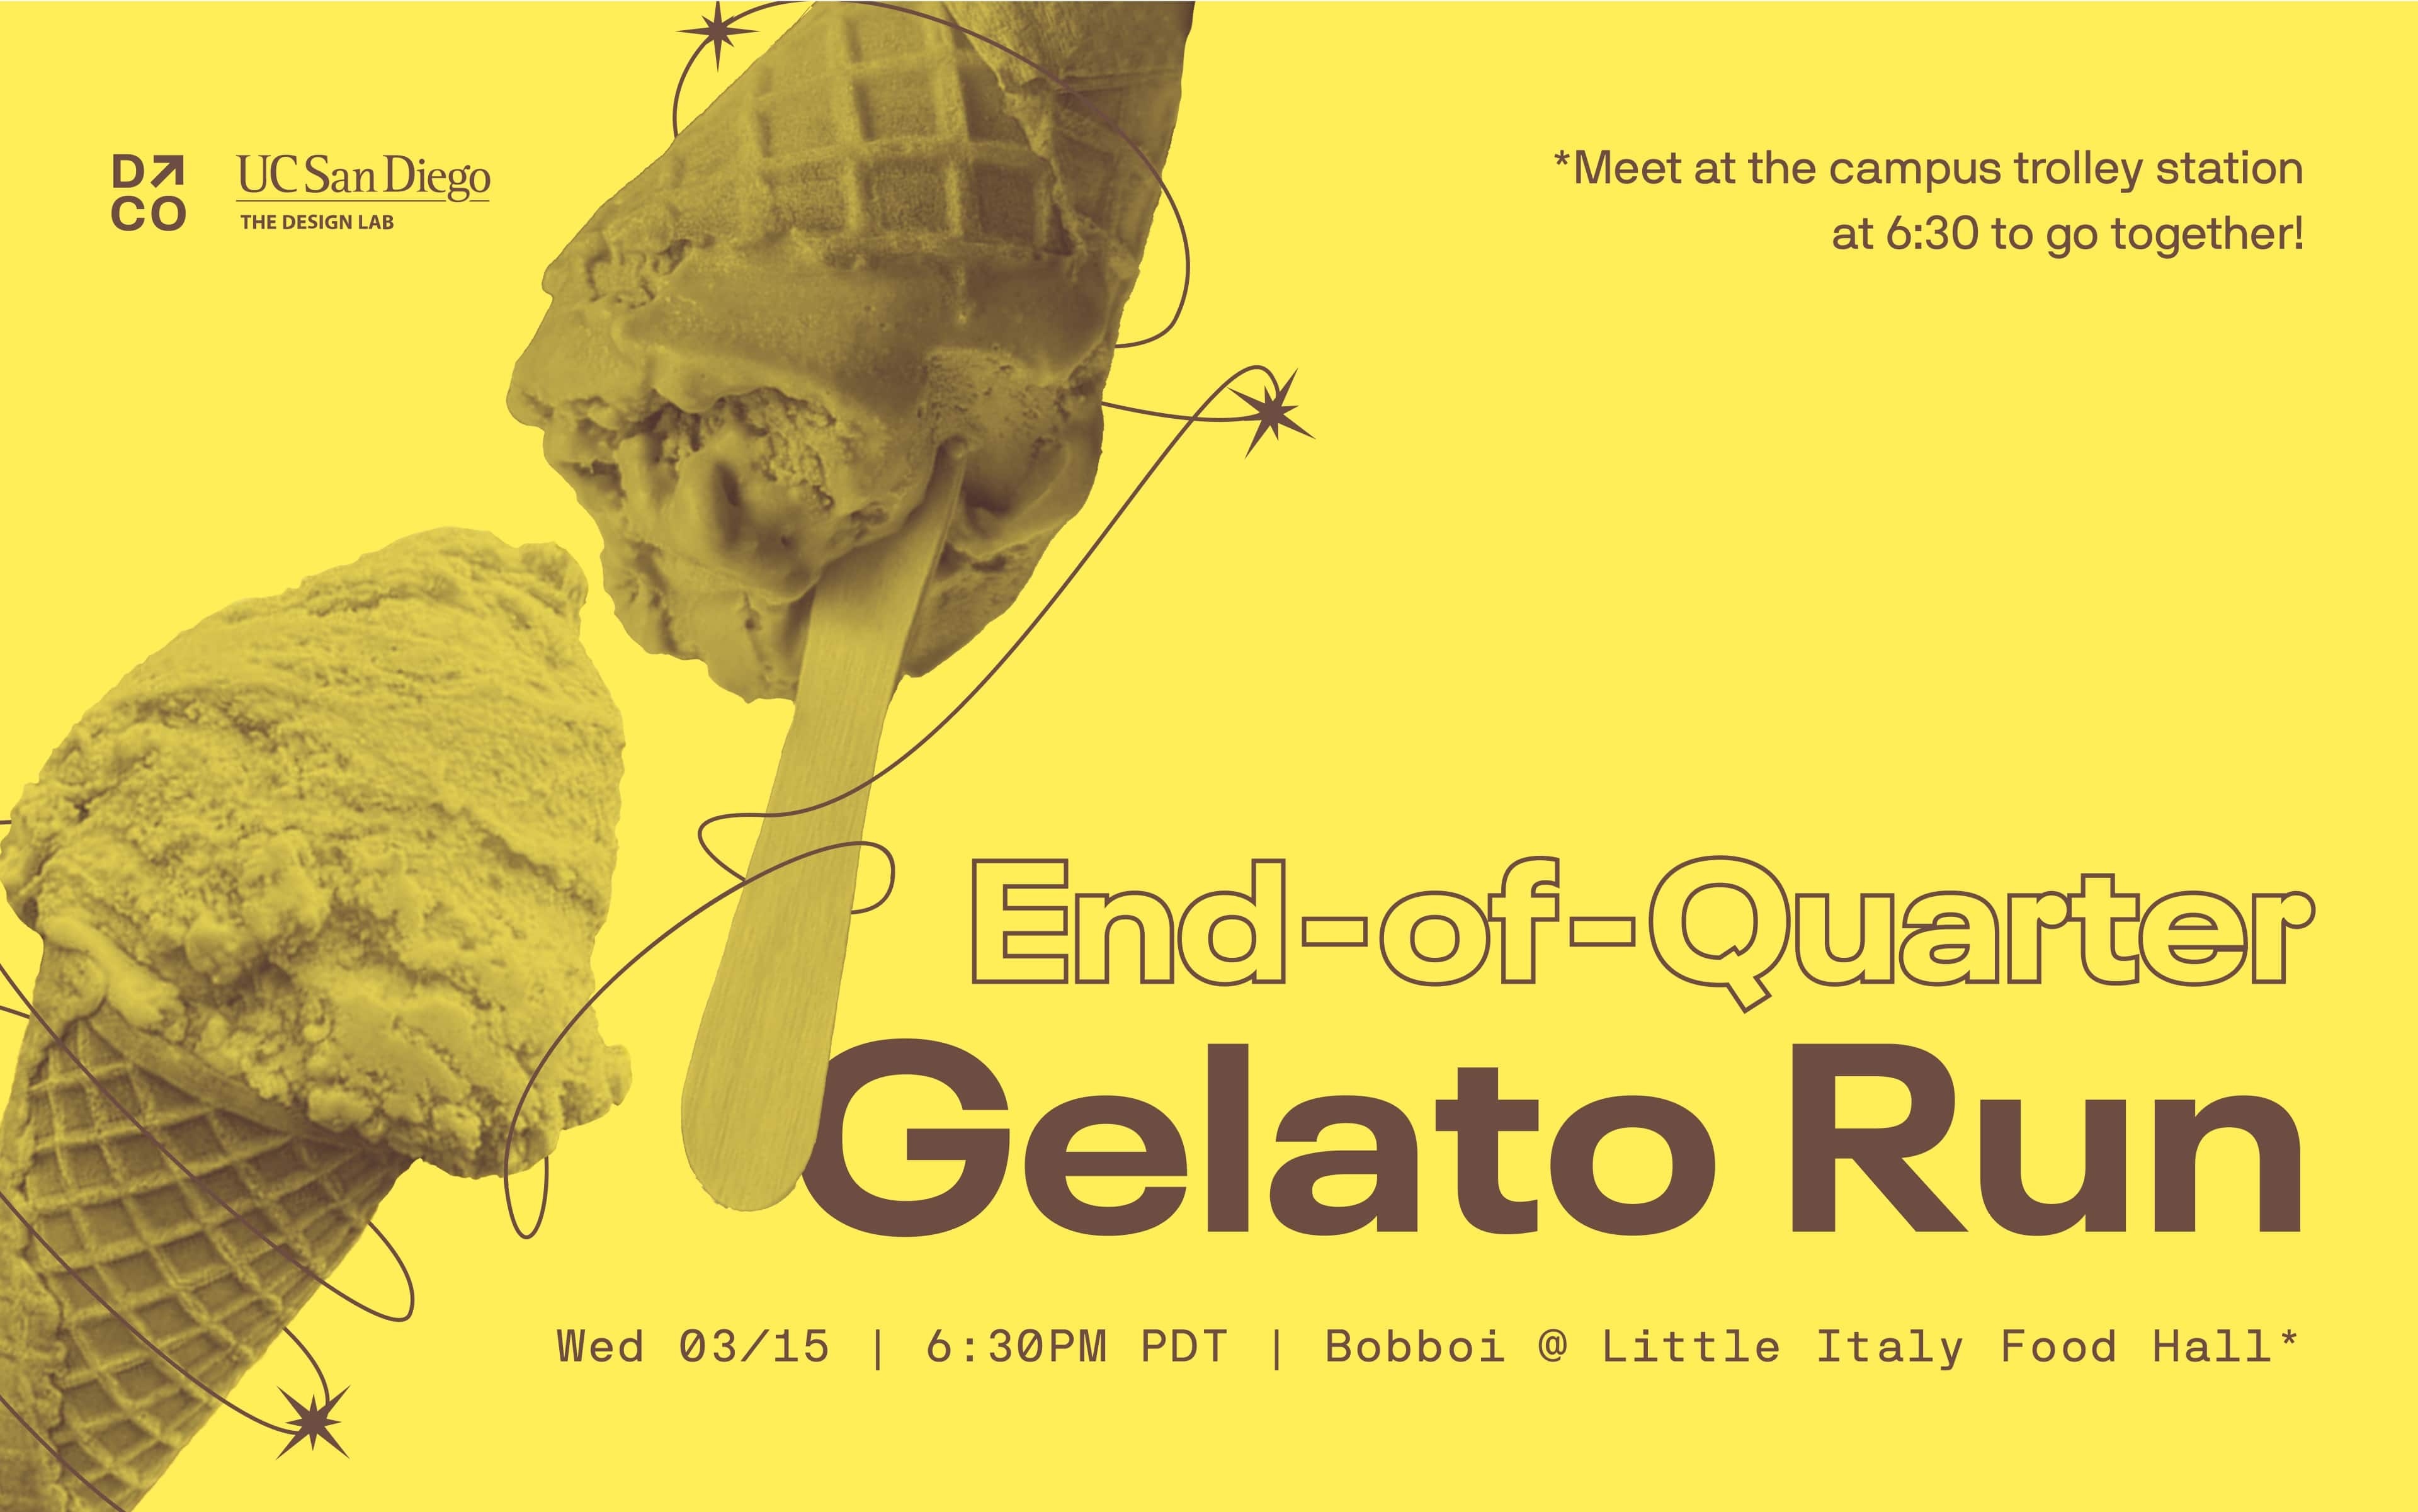 D↗
CO
UC San Diego
THE DESIGN LAB
*Meet at the campus trolley station
at 6:30 to go together!
End-of-Quarter
Gelato Run
Wed 03/15 | 6:30PM PDT | Bobboi @ Little Italy Food Hall*